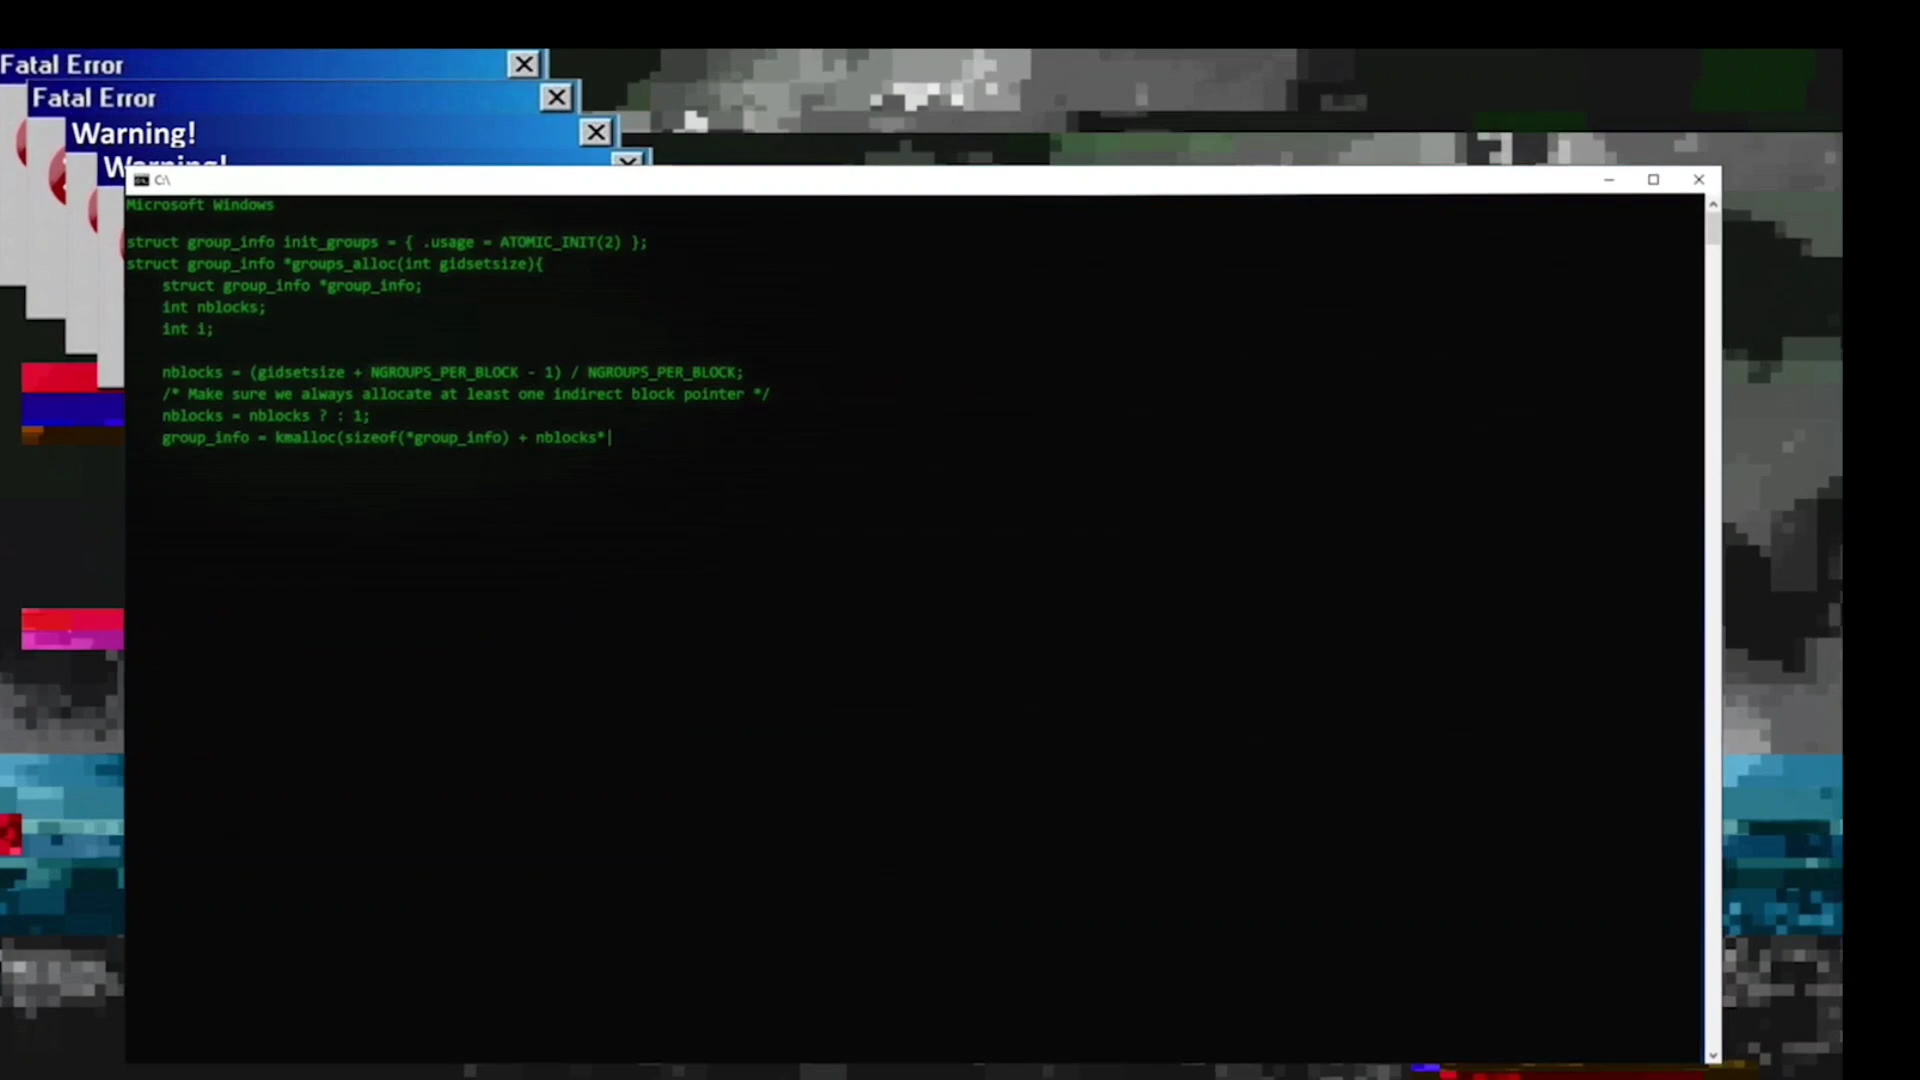 Fatal Error
Fatal Error
Warning!
Warning!
C:\
Microsoft Windows
struct group_info init_groups = { .usage = ATOMIC_INIT(2) };
struct group_info *groups_alloc(int gidsetsize){
    struct group_info *group_info;
    int nblocks;
    int i;
    nblocks = (gidsetsize + NGROUPS_PER_BLOCK - 1) / NGROUPS_PER_BLOCK;
    /* Make sure we always allocate at least one indirect block pointer */
    nblocks = nblocks ? : 1;
    group_info = kmalloc(sizeof(*group_info) + nblocks*